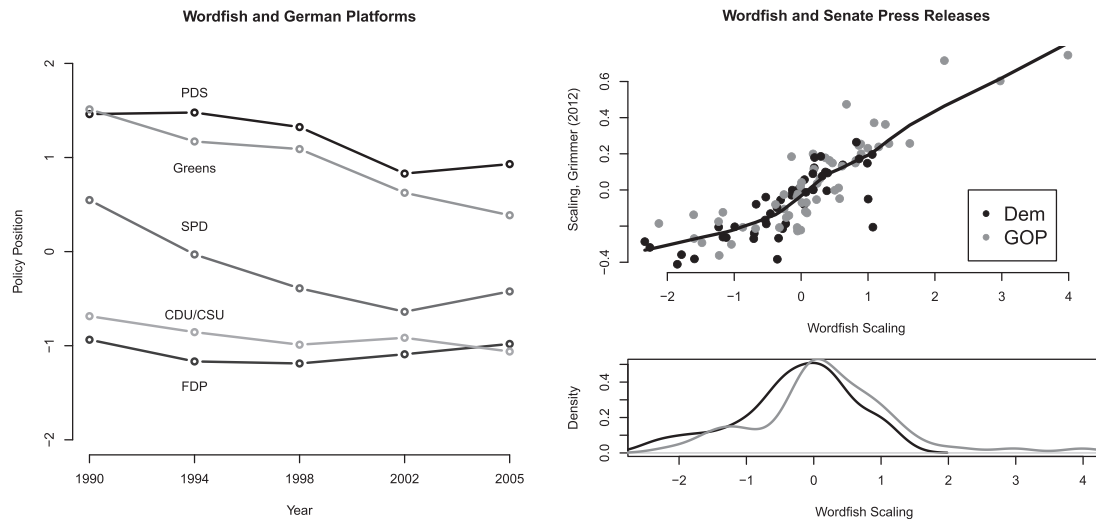 Wordfish and German Platforms
Policy Position
2
1
0
−1
−2
PDS
Greens
SPD
CDU/CSU
FDP
1990 1994 1998 2002 2005
Year
Wordfish and Senate Press Releases
Scaling, Grimmer (2012)
0.6
0.4
0.2
0.0
−0.4
Dem
GOP
−2 −1 0 1 2 3 4
Wordfish Scaling
Density
0.4
0.2
0.0
−2 −1 0 1 2 3 4
Wordfish Scaling